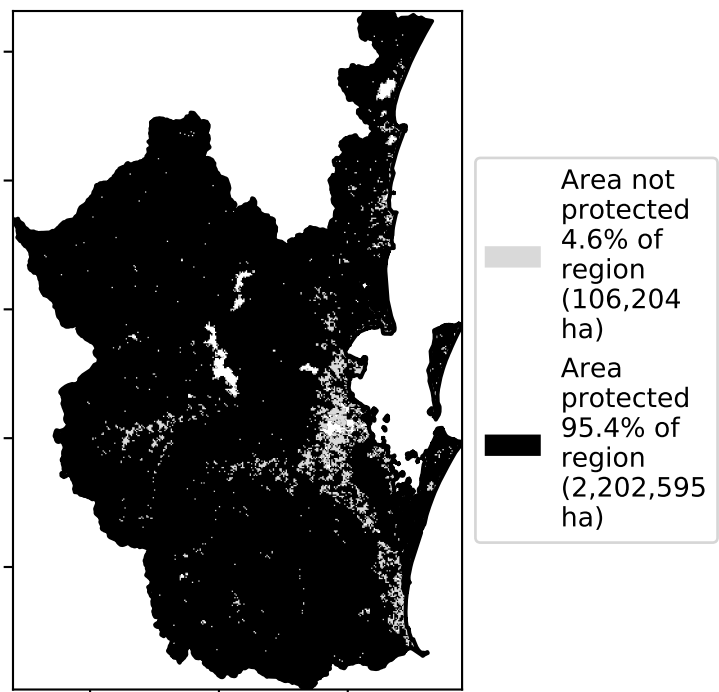 Area not
protected
4.6% of
region
(106,204
ha)
Area
protected
95.4% of
region
(2,202,595
ha)